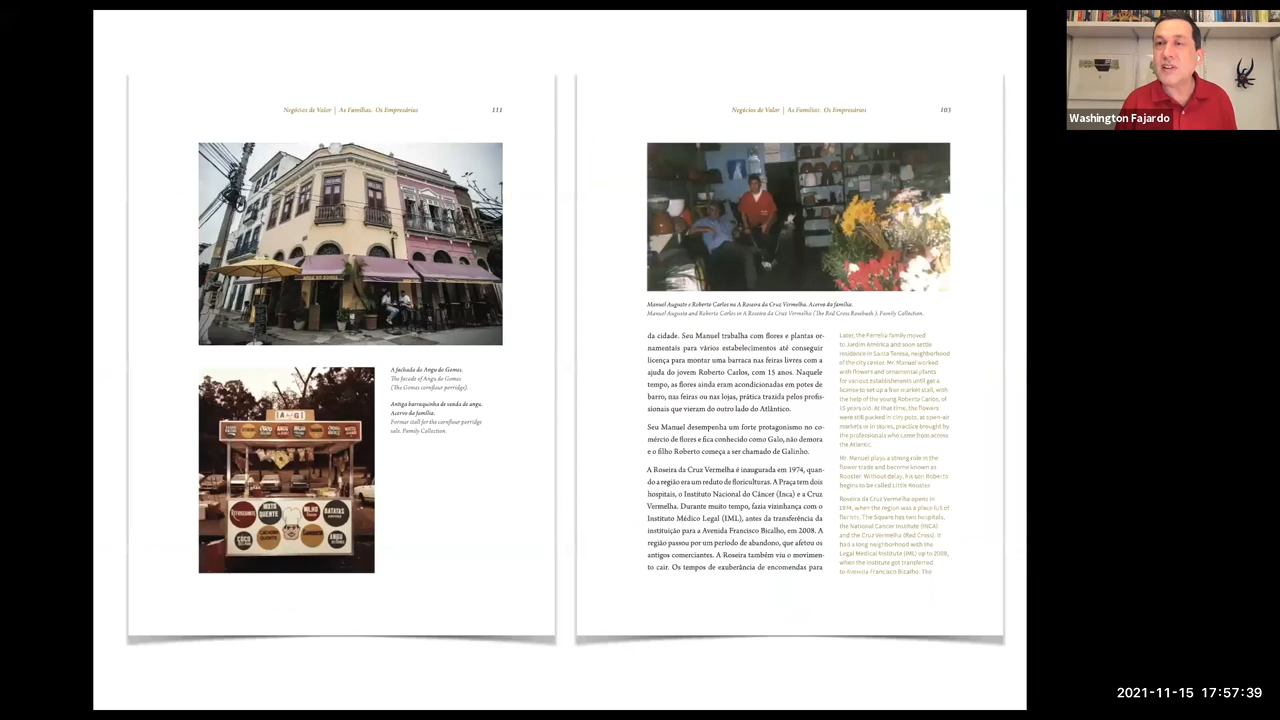 Negócios de Valor | As Famílias. Os Empresários
111
A fachada do Angu do Gomes.
The facade of Angu do Gomes
(The Gomes cornflour porridge).
Antiga barraquinha de venda de angu.
Acervo da família.
Former stall for the cornflour porridge
sale. Family Collection.
MILHO
BATATAS
Negócios de Valor | As Famílias. Os Empresários
103
Manuel Augusto e Roberto Carlos na A Roseira da Cruz Vermelha. Acervo da família.
Manuel Augusto and Roberto Carlos in A Roseira da Cruz Vermelha (The Red Cross Rosebush ). Family Collection.
da cidade. Seu Manuel trabalha com flores e plantas or-
namentais para vários estabelecimentos até conseguir
licença para montar uma barraca nas feiras livres com a
ajuda do jovem Roberto Carlos, com 15 anos. Naquele
tempo, as flores ainda eram acondicionadas em potes de
barro, nas feiras ou nas lojas, prática trazida pelos profis-
sionais que vieram do outro lado do Atlântico.
Seu Manuel desempenha um forte protagonismo no co-
mércio de flores e fica conhecido como Galo, não demora
e o filho Roberto começa a ser chamado de Galinho.
A Roseira da Cruz Vermelha é inaugurada em 1974, quan-
do a região era um reduto de floriculturas. A Praça tem dois
hospitais, o Instituto Nacional do Câncer (Inca) e a Cruz
Vermelha. Durante muito tempo, fazia vizinhança com o
Instituto Médico Legal (IML), antes da transferência da
instituição para a Avenida Francisco Bicalho, em 2008. A
região passou por um período de abandono, que afetou os
antigos comerciantes. A Roseira também viu o movimen-
to cair. Os tempos de exuberância de encomendas para
Later, the Ferreira family moved
to Jardim América and soon settle
residence in Santa Teresa, neighborhood
of the city center. Mr. Manuel worked
with flowers and ornamental plants
for various establishments until get a
license to set up a free market stall, with
the help of the young Roberto Carlos, of
15 years old. At that time, the flowers
were still packed in clay pots, at open-air
markets or in stores, practice brought by
the professionals who came from across
the Atlantic.
Mr. Manuel plays a strong role in the
flower trade and become known as
Rooster. Without delay, his son Roberto
begins to be called Little Rooster.
Roseira da Cruz Vermelha opens in
1974, when the region was a place full of
florists. The Square has two hospitals,
the National Cancer Institute (INCA)
and the Cruz Vermelha (Red Cross). It
had a long neighborhood with the
Legal Medical Institute (IML) up to 2008,
when the institute got transferred
to Avenida Francisco Bicalho. The
Washington Fajardo
2021-11-15 17:57:39